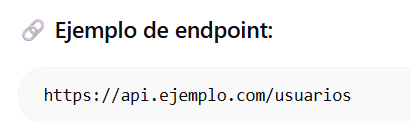 🔗 Ejemplo de endpoint:
https://api.ejemplo.com/usuarios